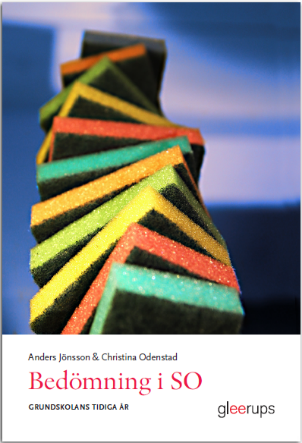 Anders Jönsson & Christina Odenstad
Bedömning i SO
GRUNDSKOLANS TIDIGA ÅR
gleerups